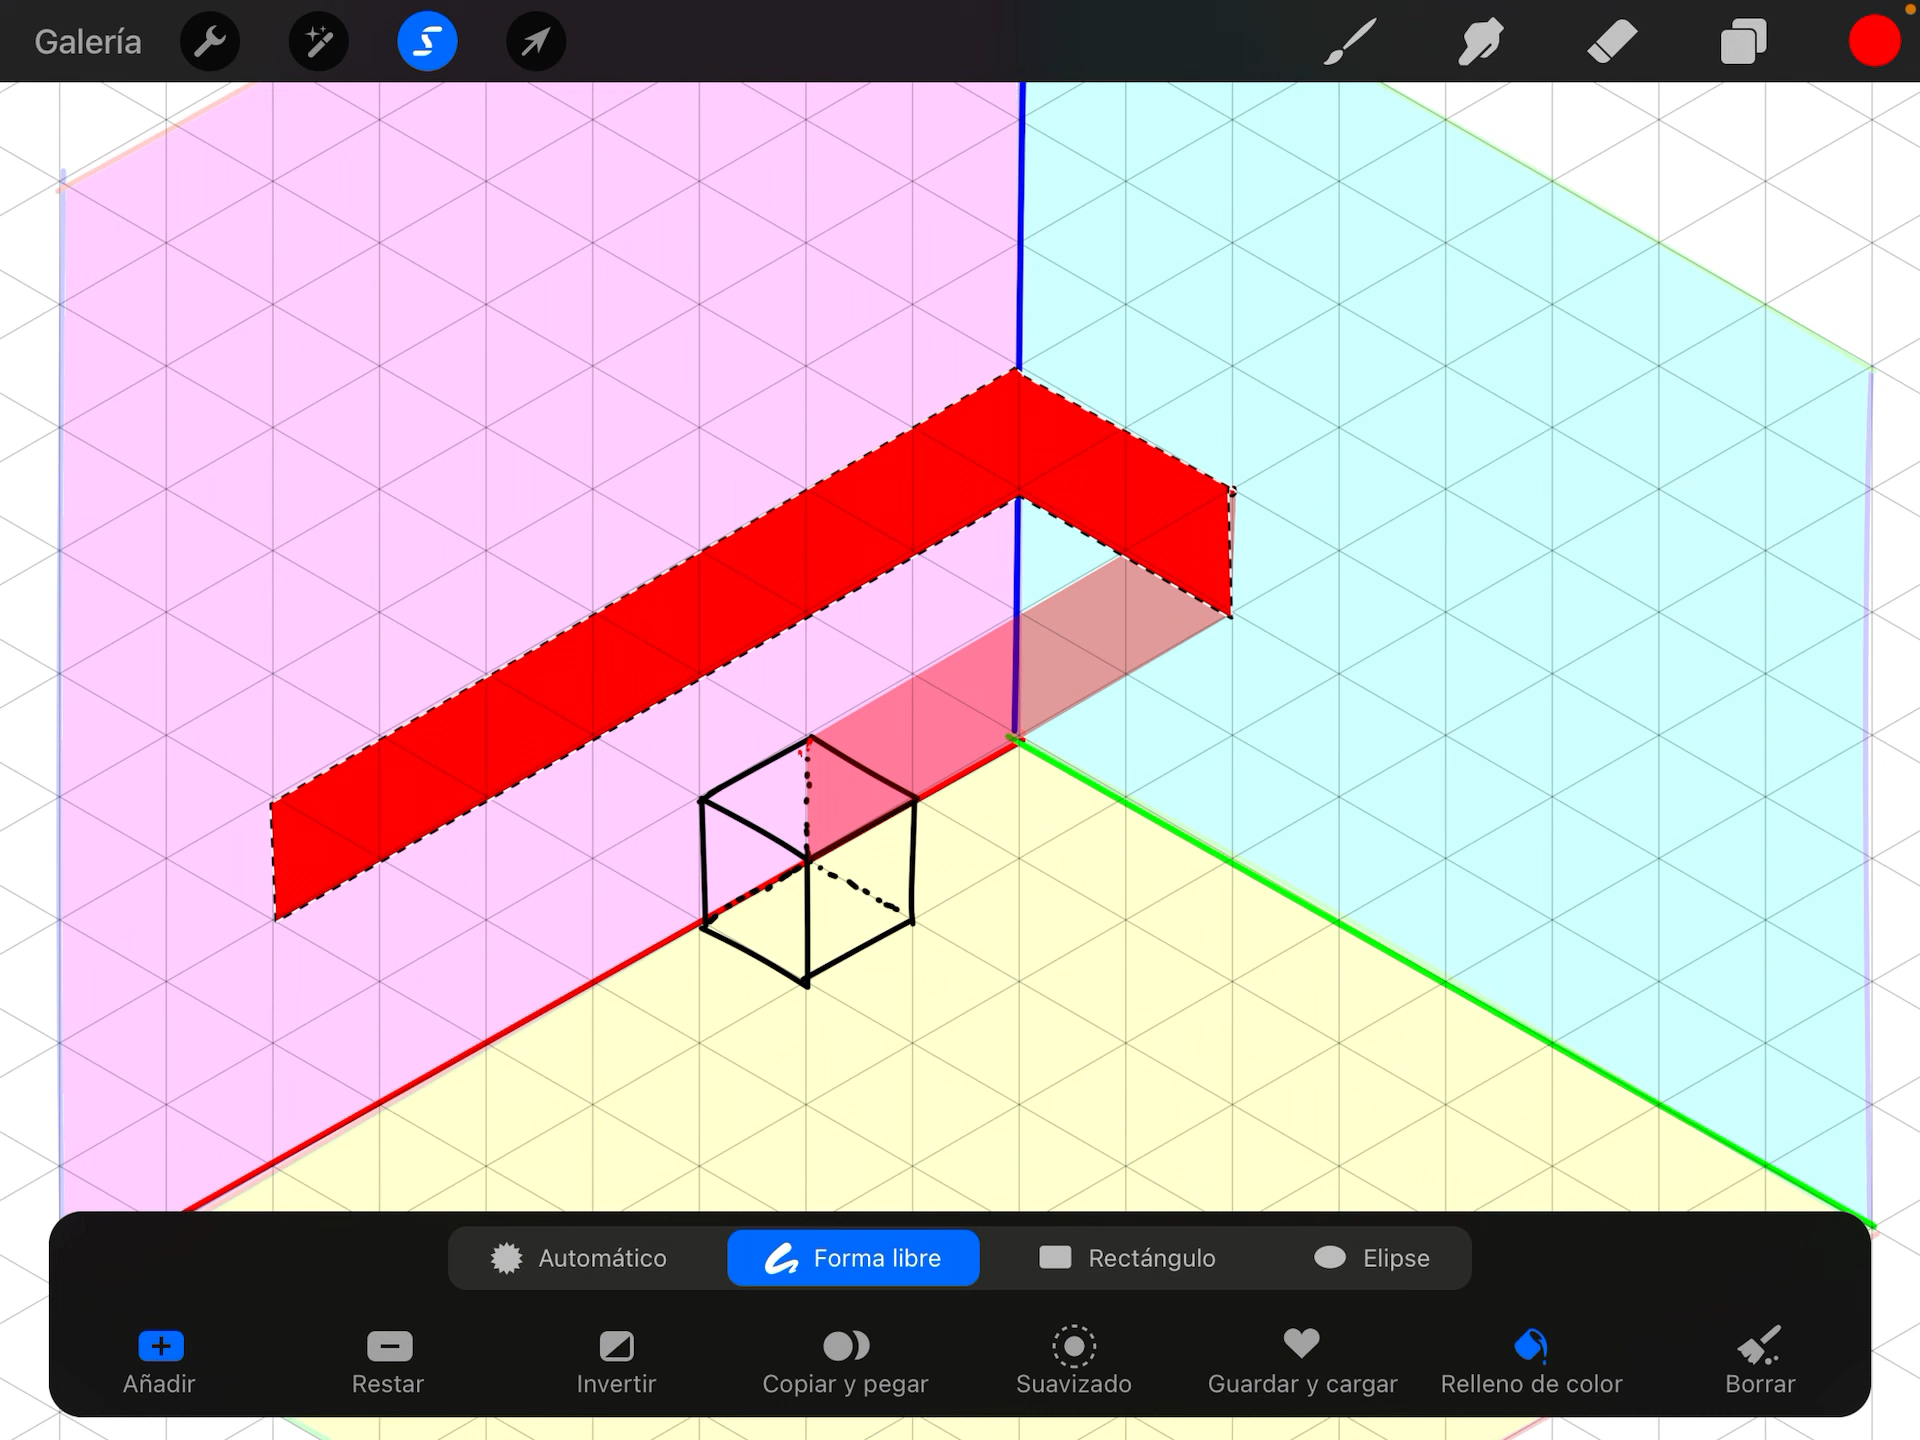 Galería
Automático Forma libre Rectángulo Elipse
Añadir Restar Invertir Copiar y pegar Suavizado Guardar y cargar Relleno de color Borrar